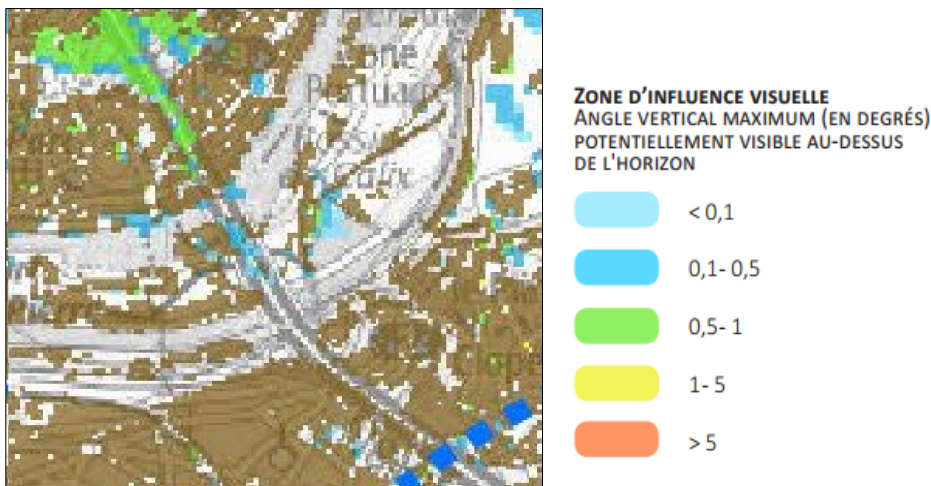 ZONE D'INFLUENCE VISUELLE
ANGLE VERTICAL MAXIMUM (EN DEGRÉS)
POTENTIELLEMENT VISIBLE AU-DESSUS
DE L'HORIZON
< 0,1
0,1- 0,5
0,5- 1
1- 5
> 5